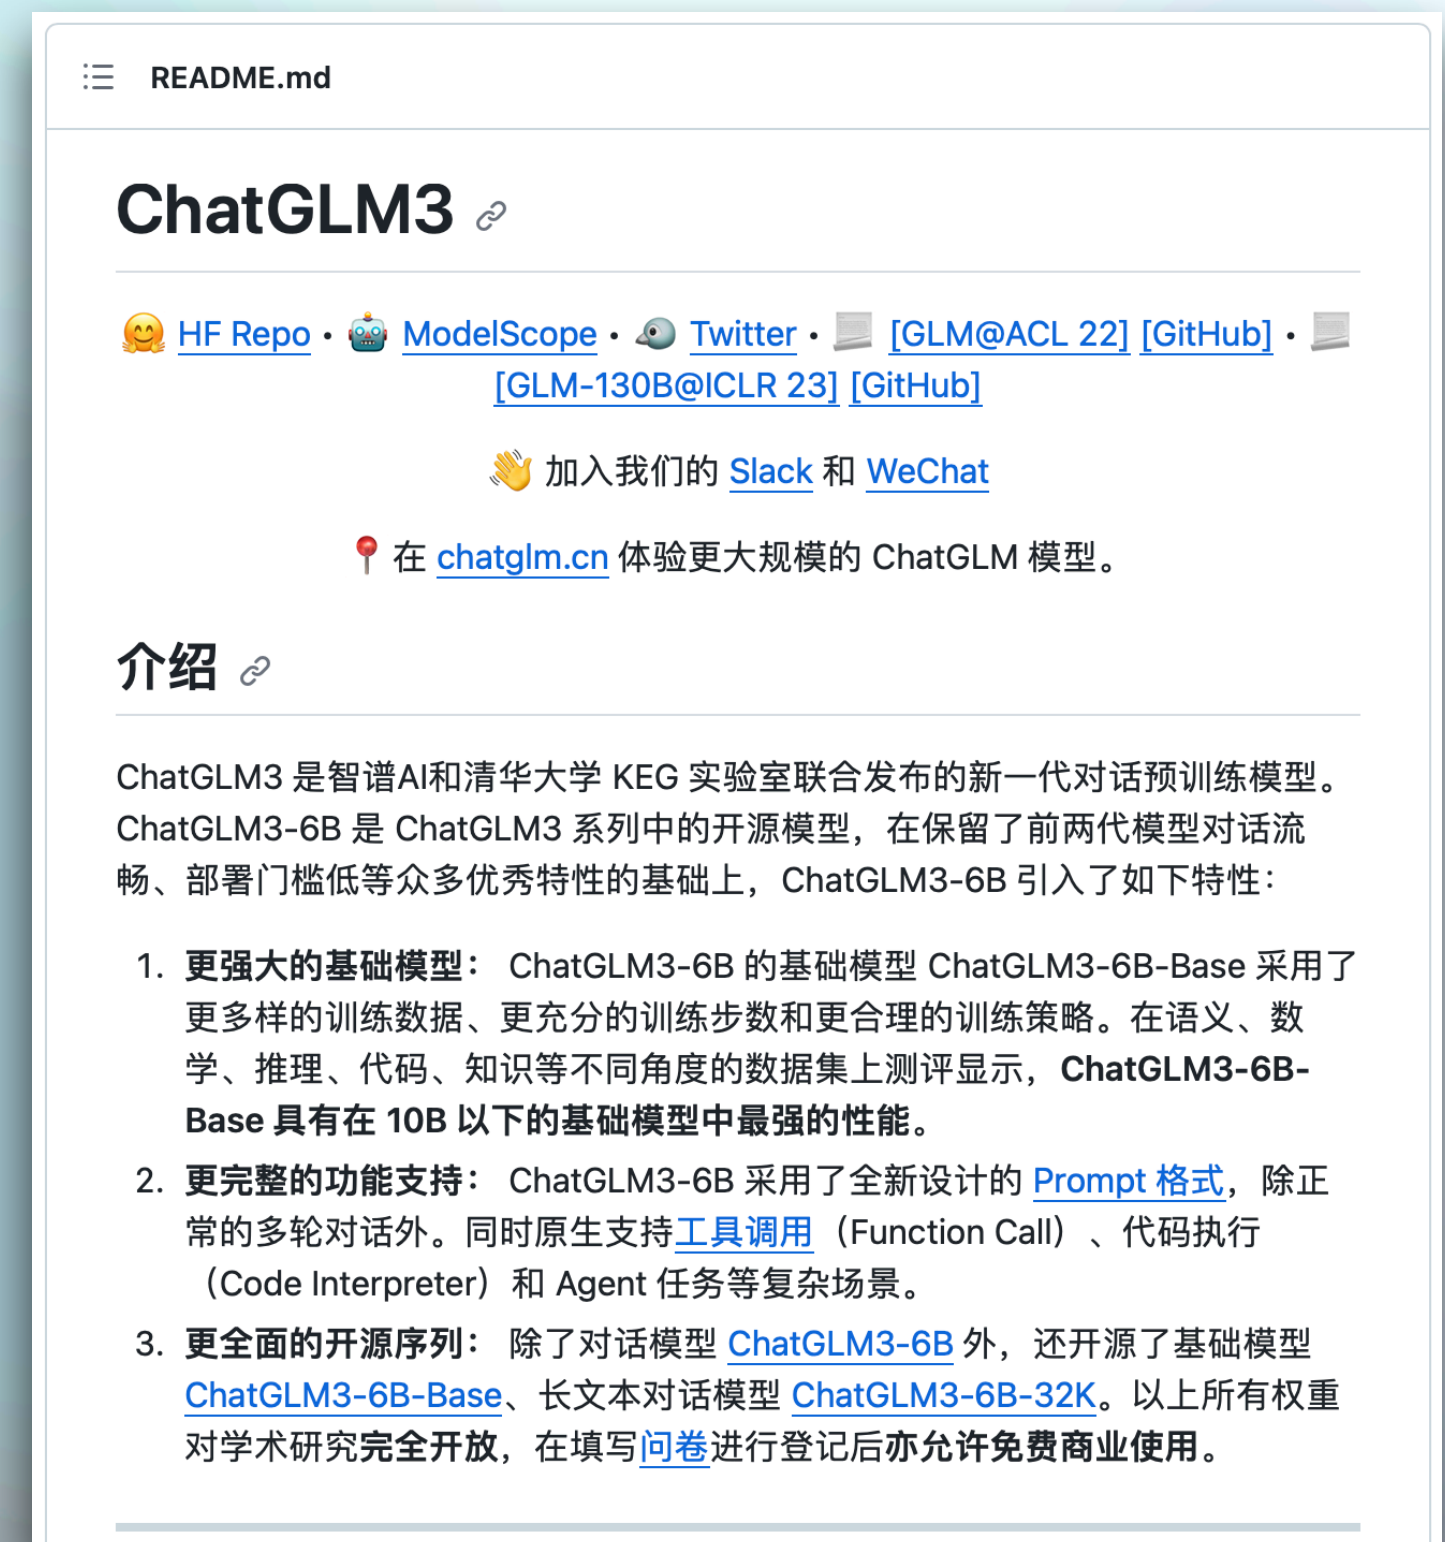 README.md
ChatGLM3
🤗 HF Repo • 🤖 ModelScope • 🐦 Twitter • 📃 [GLM@ACL 22] [GitHub] • 📃
[GLM-130B@ICLR 23] [GitHub]
👋 加入我们的 Slack 和 WeChat
📍在 chatglm.cn 体验更大规模的 ChatGLM 模型。
介绍
ChatGLM3 是智谱AI和清华大学 KEG 实验室联合发布的新一代对话预训练模型。
ChatGLM3-6B 是 ChatGLM3 系列中的开源模型，在保留了前两代模型对话流
畅、部署门槛低等众多优秀特性的基础上，ChatGLM3-6B 引入了如下特性：
1. 更强大的基础模型： ChatGLM3-6B 的基础模型 ChatGLM3-6B-Base 采用了
更多样的训练数据、更充分的训练步数和更合理的训练策略。在语义、数
学、推理、代码、知识等不同角度的数据集上测评显示，ChatGLM3-6B-
Base 具有在 10B 以下的基础模型中最强的性能。
2. 更完整的功能支持： ChatGLM3-6B 采用了全新设计的 Prompt 格式，除正
常的多轮对话外。同时原生支持工具调用（Function Call）、代码执行
（Code Interpreter）和 Agent 任务等复杂场景。
3. 更全面的开源序列： 除了对话模型 ChatGLM3-6B 外，还开源了基础模型
ChatGLM3-6B-Base、长文本对话模型 ChatGLM3-6B-32K。以上所有权重
对学术研究完全开放，在填写问卷进行登记后亦允许免费商业使用。